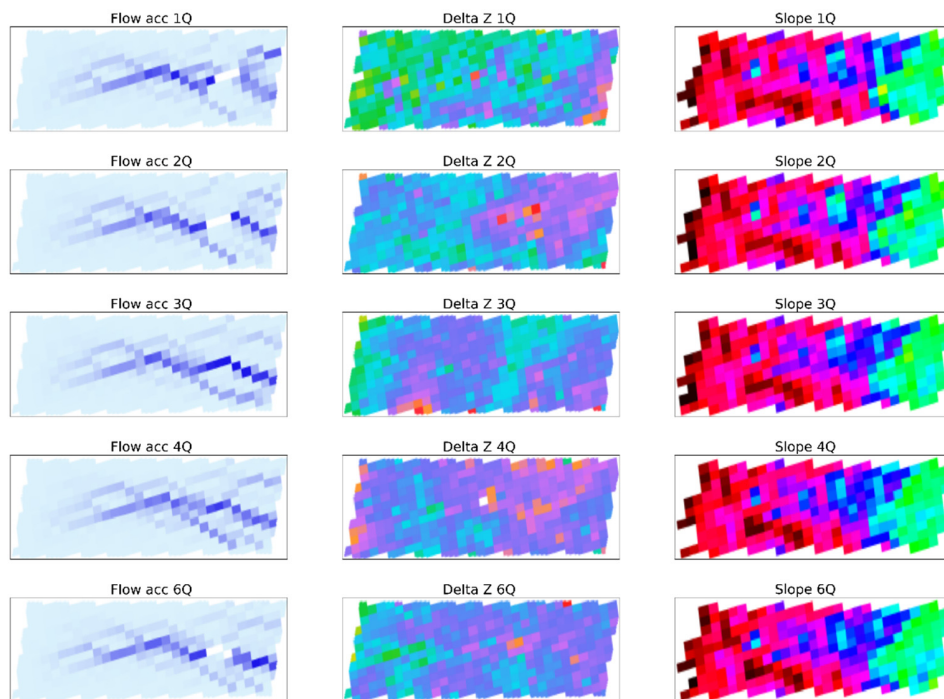 Flow acc 1Q
Delta Z 1Q
Slope 1Q
Flow acc 2Q
Delta Z 2Q
Slope 2Q
Flow acc 3Q
Delta Z 3Q
Slope 3Q
Flow acc 4Q
Delta Z 4Q
Slope 4Q
Flow acc 6Q
Delta Z 6Q
Slope 6Q